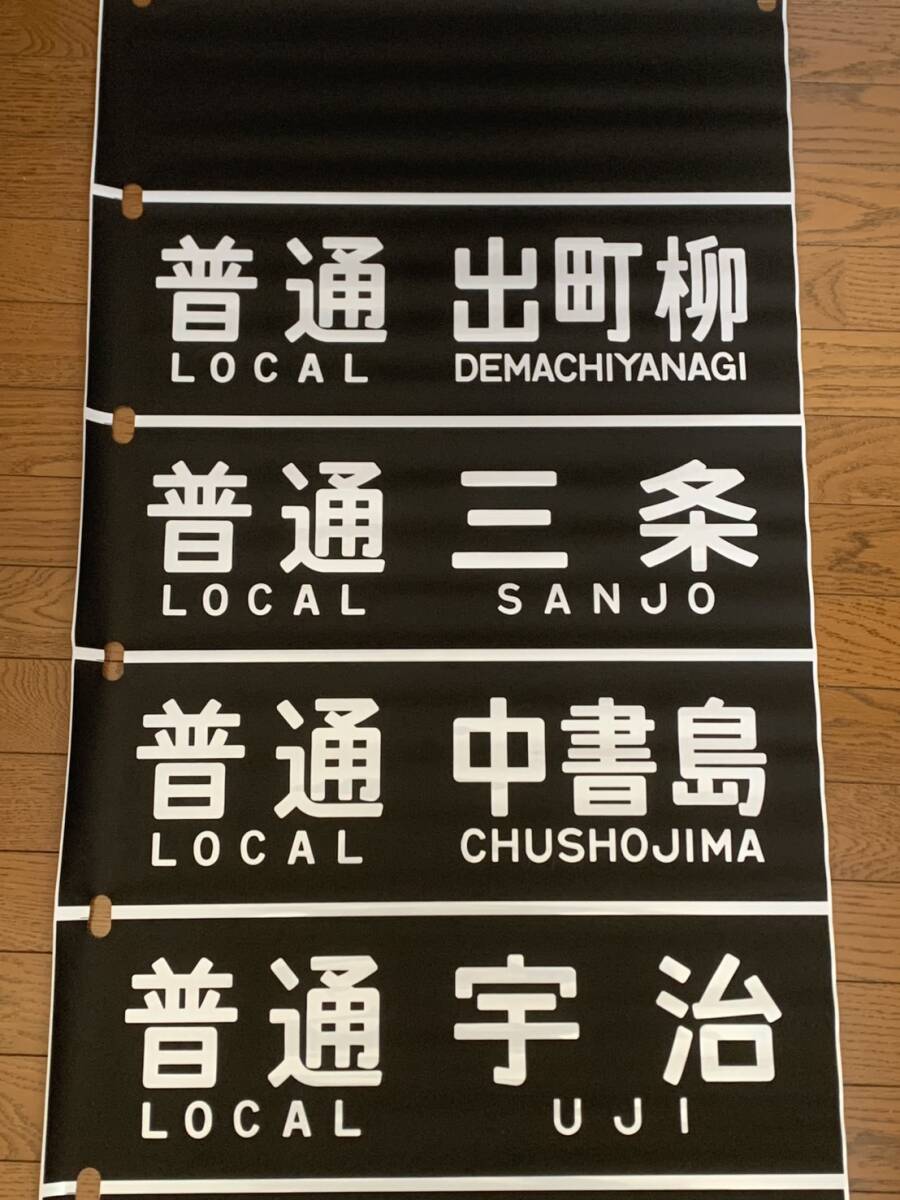 普通 出町柳
LOCAL DEMACHIYANAGI
普通 三条
LOCAL SANJO
普通 中書島
LOCAL CHUSHOJIMA
普通 宇治
LOCAL UJI